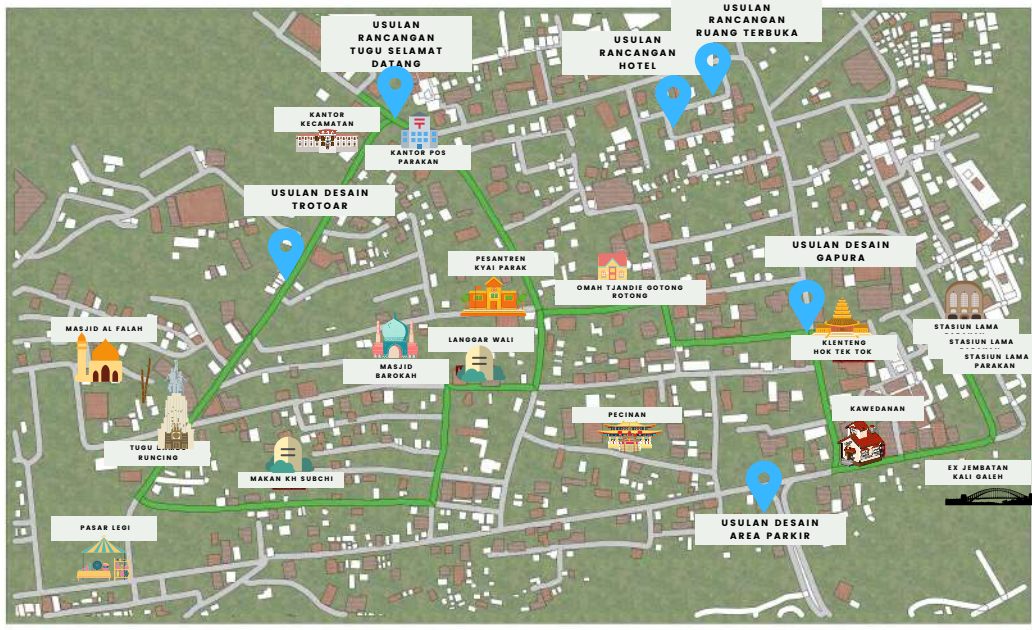 USULAN
RANCANGAN
RUANG TERBUKA
USULAN
RANCANGAN
TUGU SELAMAT
DATANG
USULAN
RANCANGAN
HOTEL
KANTOR
KECAMATAN
KANTOR POS
PARAKAN
USULAN DESAIN
TROTOAR
USULAN DESAIN
GAPURA
PESANTREN
KYAI PARAK
OMAH TJANDIE GOTONG
ROTONG
MASJID AL FALAH
LANGGAR WALI
KLENTENG
HOK TEK TOK
STASIUN LAMA
STASIUN LAMA
STASIUN LAMA
PARAKAN
MASJID
BAROKAH
KAWEDANAN
PECINAN
TUGU
RUNCING
MAKAN KH SUBCHI
EX JEMBATAN
KALI GALEH
PASAR LEGI
USULAN DESAIN
AREA PARKIR